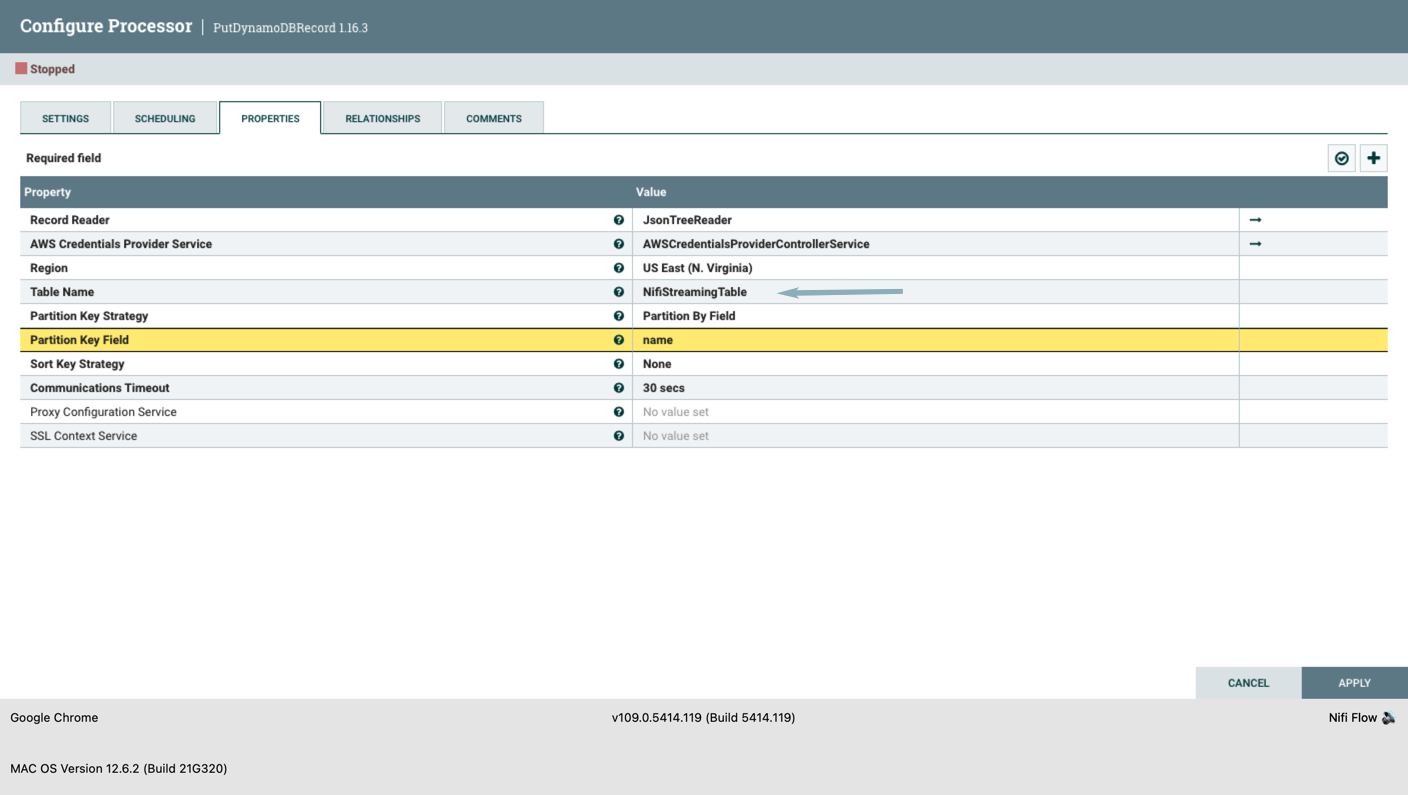 Configure Processor | PutDynamoDBRecord 1.16.3
Stopped
SETTINGS SCHEDULING PROPERTIES RELATIONSHIPS COMMENTS
Required field
Property Value
Record Reader JsonTreeReader
AWS Credentials Provider Service AWSCredentialsProviderControllerService
Region US East (N. Virginia)
Table Name NifiStreamingTable
Partition Key Strategy Partition By Field
Partition Key Field name
Sort Key Strategy None
Communications Timeout 30 secs
Proxy Configuration Service No value set
SSL Context Service No value set
CANCEL APPLY
Google Chrome v109.0.5414.119 (Build 5414.119) Nifi Flow
MAC OS Version 12.6.2 (Build 21G320)